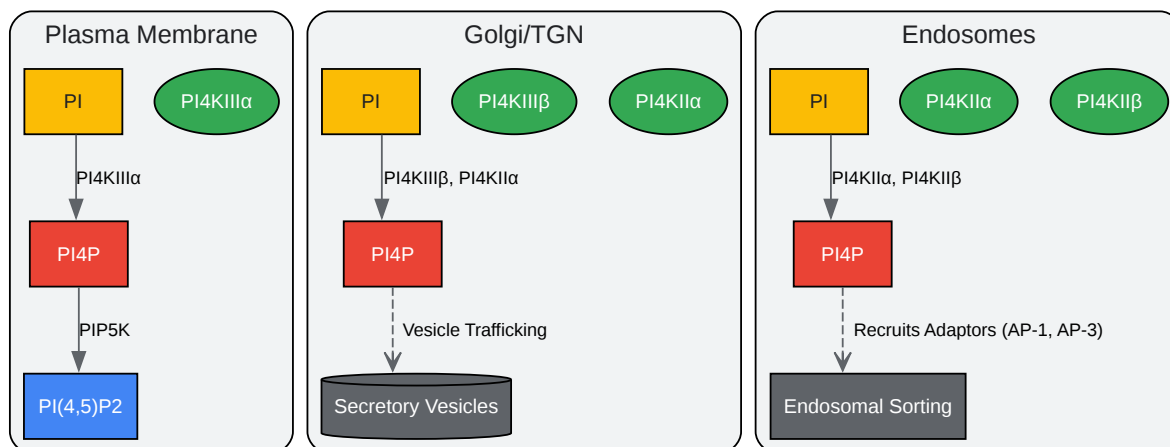 Plasma Membrane
PI
PI4KIIIα
PI4KIIIα
PI4P
PIP5K
PI(4,5)P2
Golgi/TGN
PI
PI4KIIIβ
PI4KIIα
PI4KIIIβ, PI4KIIα
PI4P
Vesicle Trafficking
Secretory Vesicles
Endosomes
PI
PI4KIIα
PI4KIIβ
PI4KIIα, PI4KIIβ
PI4P
Recruits Adaptors (AP-1, AP-3)
Endosomal Sorting